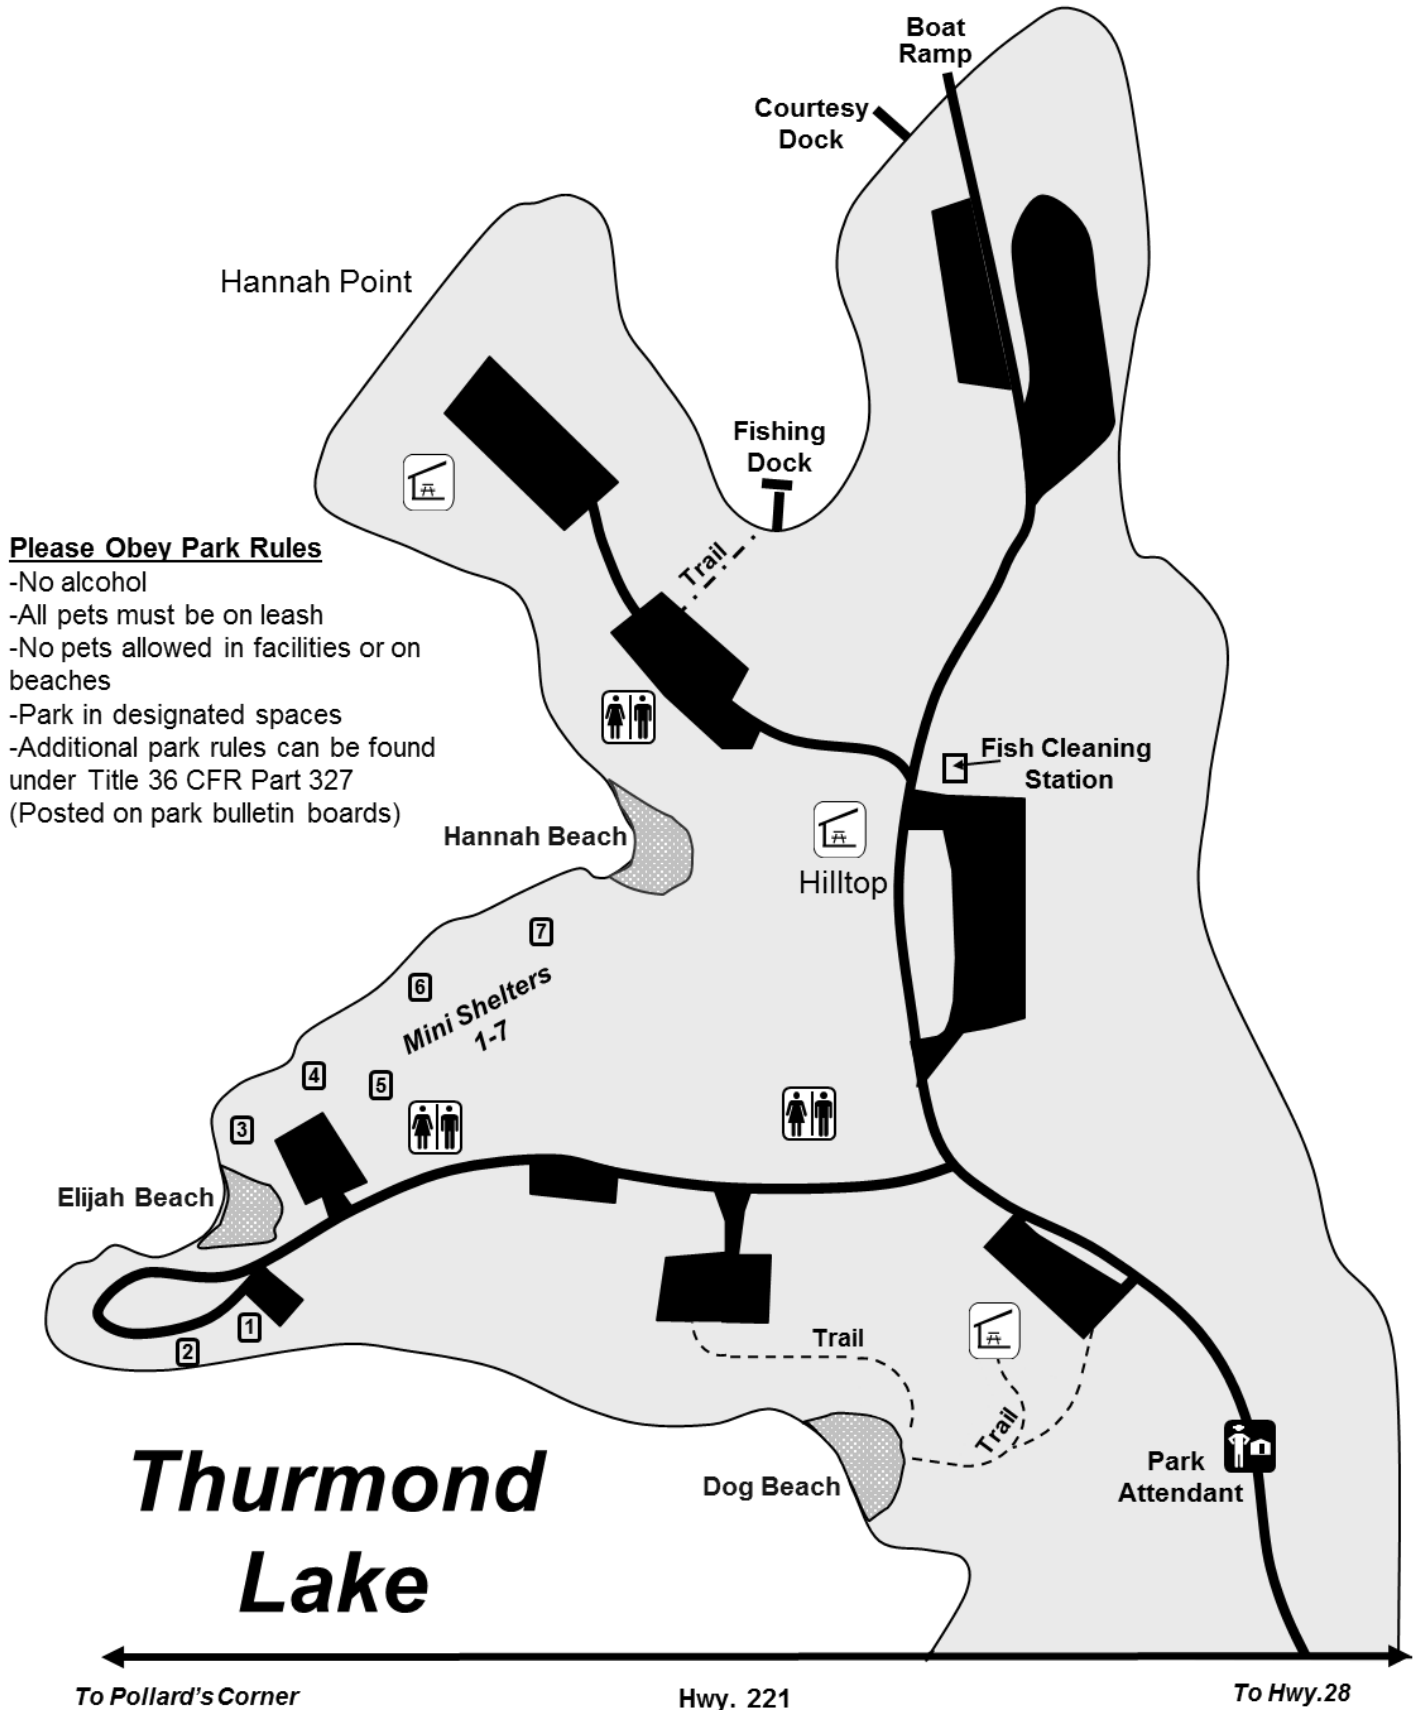 Boat
Ramp
Courtesy
Dock
Hannah Point
Fishing
Dock
Trail
Please Obey Park Rules
-No alcohol
-All pets must be on leash
-No pets allowed in facilities or on
beaches
-Park in designated spaces
-Additional park rules can be found
under Title 36 CFR Part 327
(Posted on park bulletin boards)
Fish Cleaning
Station
Hannah Beach
Hilltop
7
6
Mini Shelters
1-7
4
5
3
Elijah Beach
1
2
Trail
Trail
Dog Beach
Park
Attendant
Thurmond
Lake
To Pollard's Corner
Hwy. 221
To Hwy.28